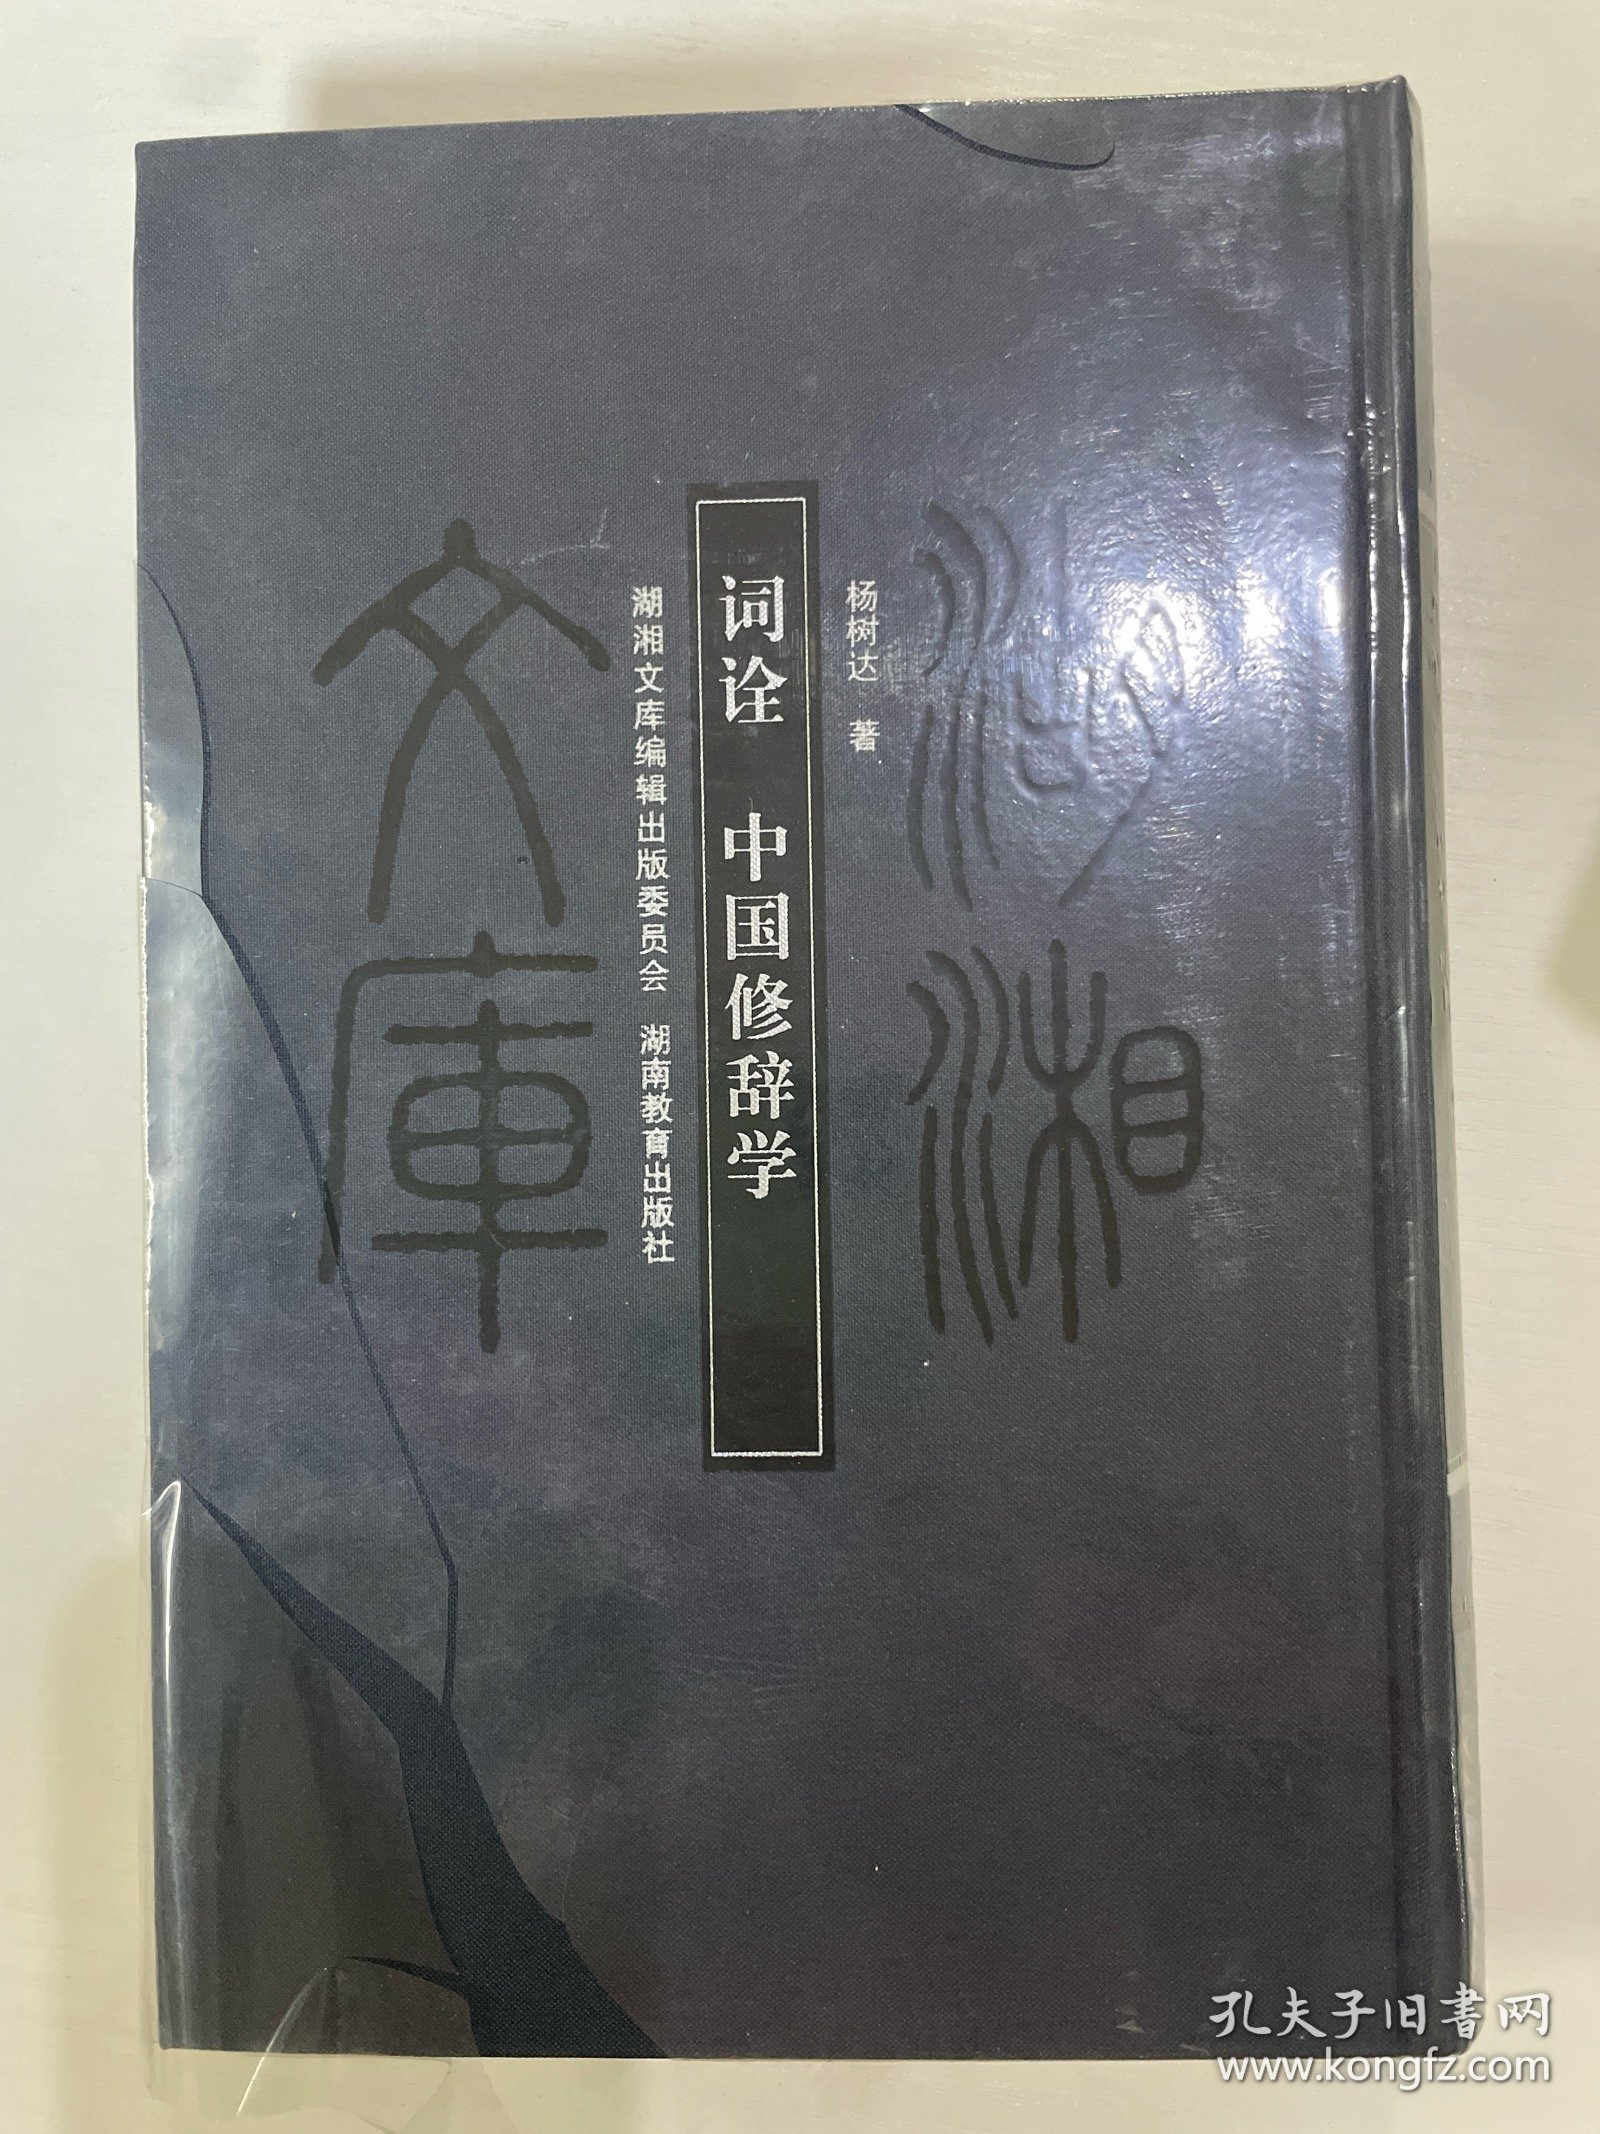 湖湘
杨树达 著
词诠 中国修辞学
湖湘文库编辑出版委员会 湖南教育出版社
文庫
孔夫子旧书网
www.kongfz.com